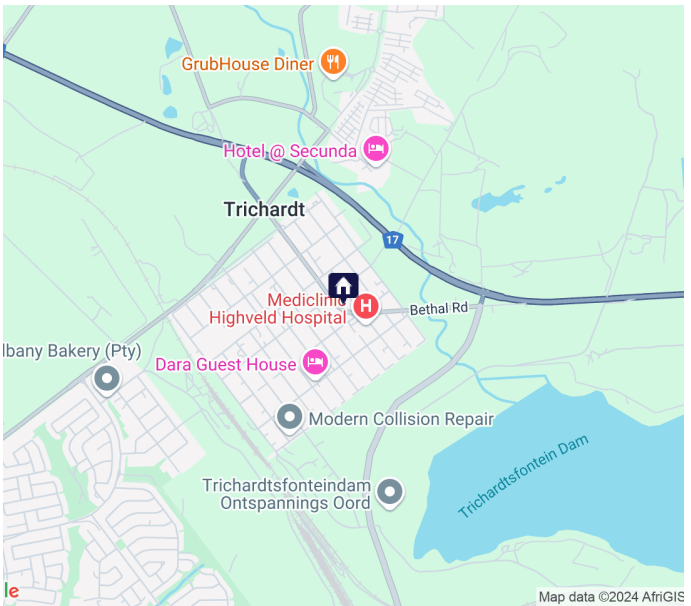 GrubHouse Diner
Hotel @ Secunda
Trichardt
17
Mediclinic
Highveld Hospital
H
Bethal Rd
lbany Bakery (Pty)
Dara Guest House
Modern Collision Repair
Trichardtsfontein Dam
Trichardtsfonteindam
Ontspannings Oord
le
Map data ©2024 AfriGIS